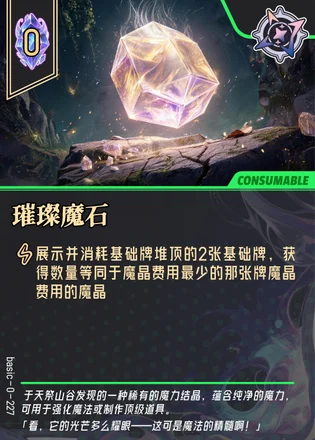 0
CONSUMABLE
璀璨魔石
展示并消耗基础牌堆顶的2张基础牌，获
得数量等同于魔晶费用最少的那张牌魔晶
费用的魔晶
basic-0-227
于天祭山谷发现的一种稀有的魔力结晶，蕴含纯净的魔力，
可用于强化魔法或制作顶级道具。
「看，它的光芒多么耀眼——这可是魔法的精髓啊！」